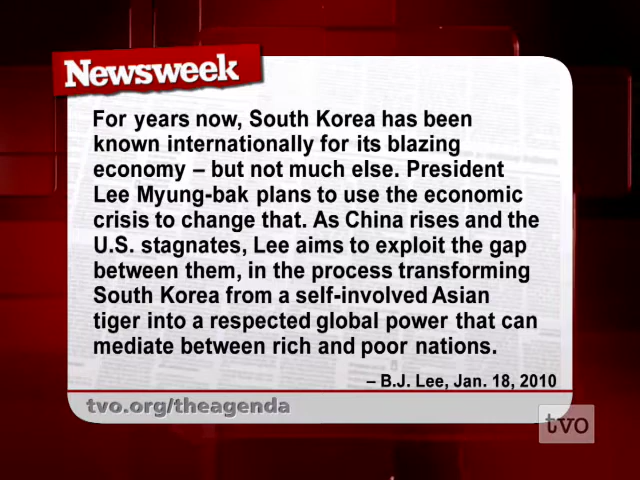 Newsweek
For years now, South Korea has been
known internationally for its blazing
economy – but not much else. President
Lee Myung-bak plans to use the economic
crisis to change that. As China rises and the
U.S. stagnates, Lee aims to exploit the gap
between them, in the process transforming
South Korea from a self-involved Asian
tiger into a respected global power that can
mediate between rich and poor nations.
– B.J. Lee, Jan. 18, 2010
tvo.org/theagenda
tvo